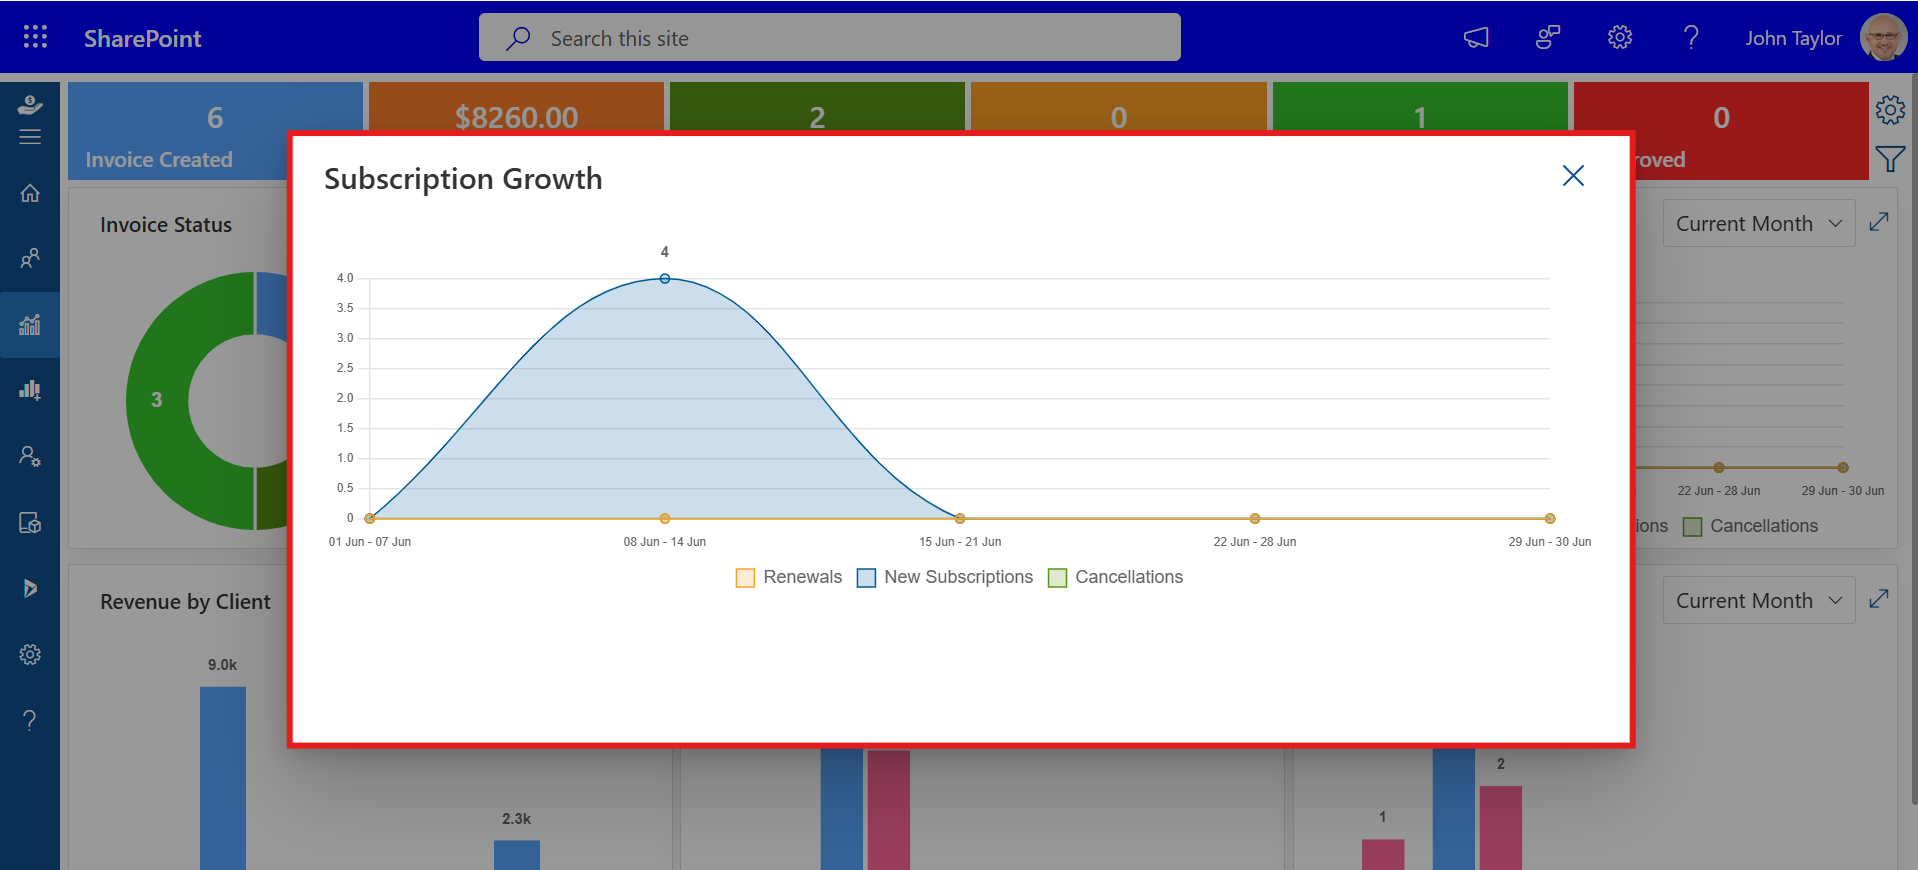 SharePoint
Search this site
John Taylor
6
$8260.00
2
0
1
0
Invoice Created
roved
Subscription Growth
Invoice Status
Current Month
4
4.0
3.5
3.0
2.5
2.0
1.5
1.0
0.5
0
01 Jun - 07 Jun
08 Jun - 14 Jun
15 Jun - 21 Jun
22 Jun - 28 Jun
29 Jun - 30 Jun
Renewals
New Subscriptions
Cancellations
3
22 Jun - 28 Jun
29 Jun - 30 Jun
ions
Cancellations
Revenue by Client
Current Month
9.0k
2.3k
1
2